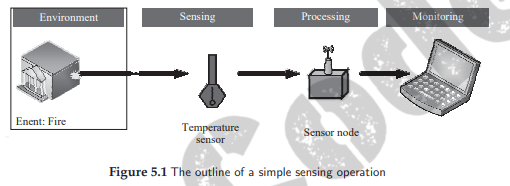 Environment
Sensing
Processing
Monitoring
Enent: Fire
Temperature
sensor
Sensor node
Figure 5.1 The outline of a simple sensing operation